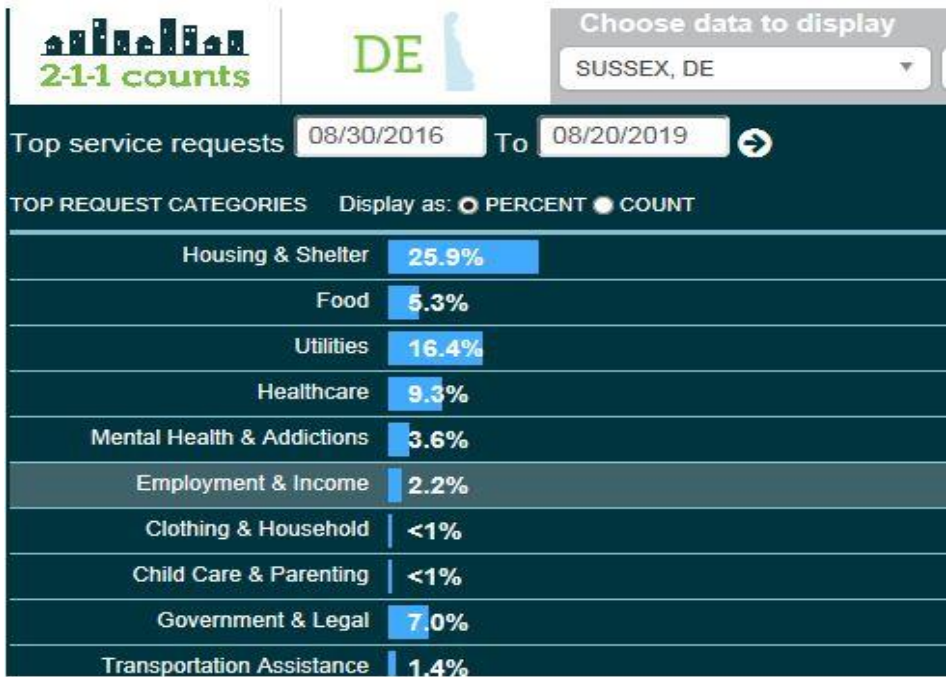 2-1-1 counts
DE
Choose data to display
SUSSEX, DE
Top service requests 08/30/2016 To 08/20/2019
TOP REQUEST CATEGORIES Display as: PERCENT COUNT
Housing & Shelter 25.9%
Food 5.3%
Utilities 16.4%
Healthcare 9.3%
Mental Health & Addictions 3.6%
Employment & Income 2.2%
Clothing & Household <1%
Child Care & Parenting <1%
Government & Legal 7.0%
Transportation Assistance 1.4%